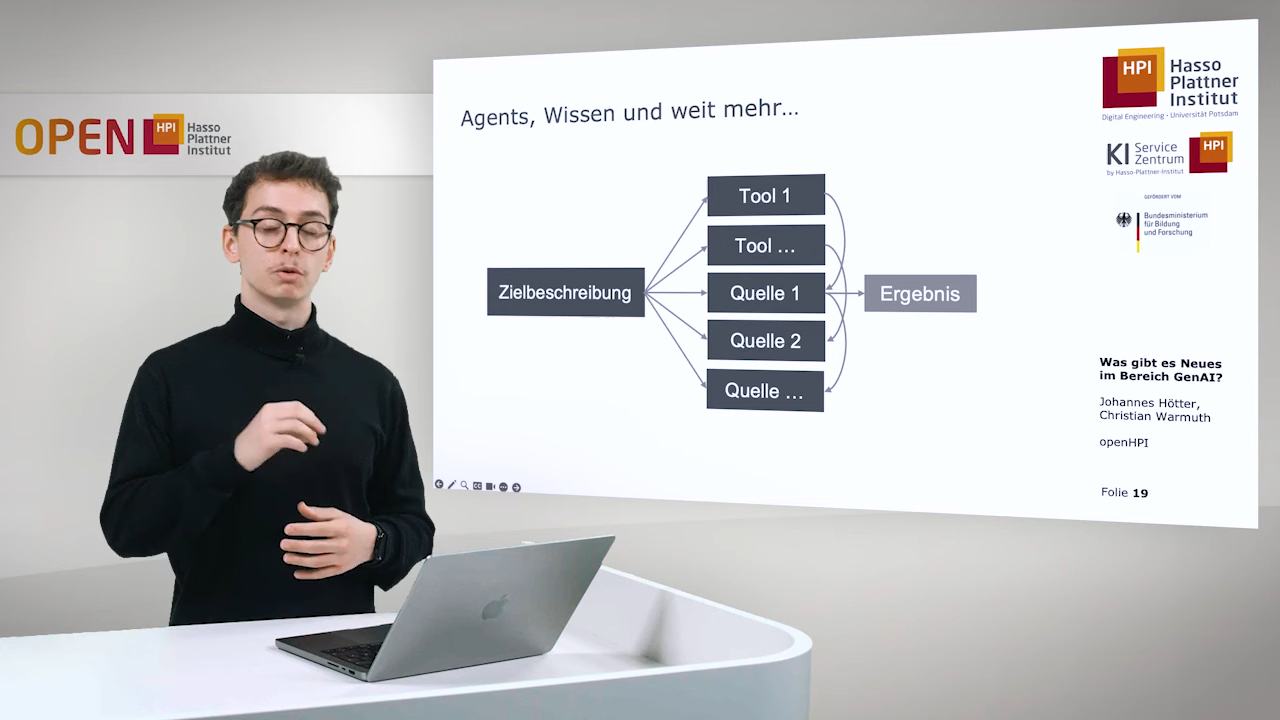 OPEN
HPI
Hasso
Plattner
Institut
Agents, Wissen und weit mehr...
Zielbeschreibung
Tool 1
Tool ...
Quelle 1
Quelle 2
Quelle ...
Ergebnis
HPI
Hasso
Plattner
Institut
Digital Engineering · Universität Potsdam
KI Service
Zentrum
by Hasso-Plattner-Institut
HPI
GEFÖRDERT VOM
Bundesministerium
für Bildung
und Forschung
Was gibt es Neues
im Bereich GenAI?
Johannes Hötter,
Christian Warmuth
openHPI
Folie 19